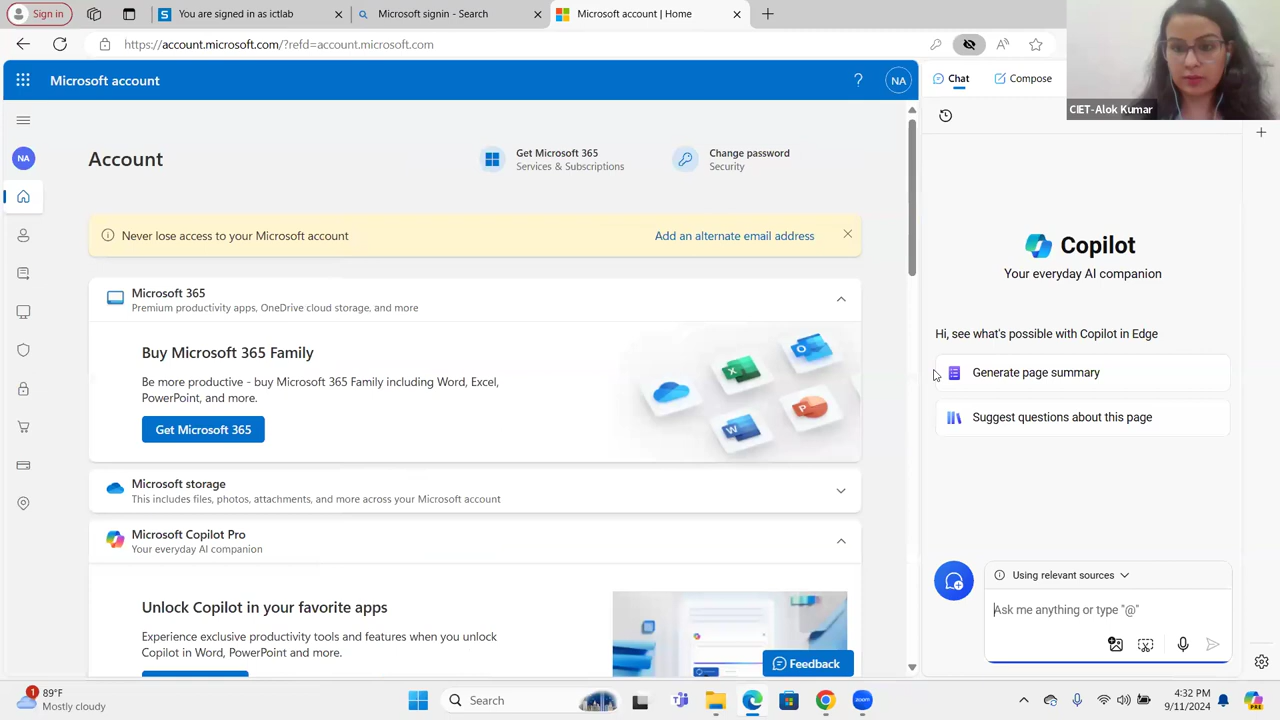 Sign in
You are signed in as ictlab
Microsoft signin - Search
Microsoft account | Home
https://account.microsoft.com/?refd=account.microsoft.com
Microsoft account
?
NA
Chat
Compose
CIET-Alok Kumar
NA
Account
Get Microsoft 365
Services & Subscriptions
Change password
Security
Never lose access to your Microsoft account
Add an alternate email address
Microsoft 365
Premium productivity apps, OneDrive cloud storage, and more
Buy Microsoft 365 Family
Be more productive - buy Microsoft 365 Family including Word, Excel,
PowerPoint, and more.
Get Microsoft 365
Microsoft storage
This includes files, photos, attachments, and more across your Microsoft account
Microsoft Copilot Pro
Your everyday AI companion
Unlock Copilot in your favorite apps
Experience exclusive productivity tools and features when you unlock
Copilot in Word, PowerPoint and more.
Feedback
Copilot
Your everyday AI companion
Hi, see what's possible with Copilot in Edge
Generate page summary
Suggest questions about this page
Using relevant sources
Ask me anything or type "@"
1
89°F
Mostly cloudy
Search
zoom
4:32 PM
9/11/2024
PRE